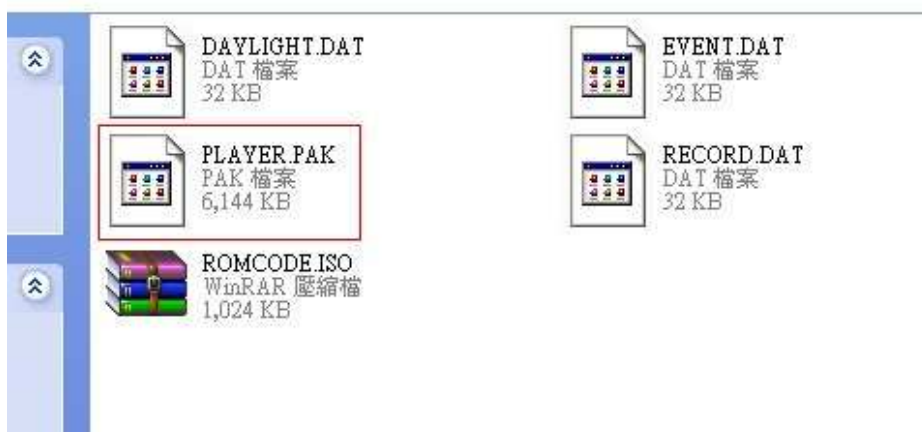 DAYLIGHT.DAT
DAT 檔案
32 KB
EVENT.DAT
DAT 檔案
32 KB
PLAYER.PAK
PAK 檔案
6,144 KB
RECORD.DAT
DAT 檔案
32 KB
ROMCODE.ISO
WinRAR 壓縮檔
1,024 KB